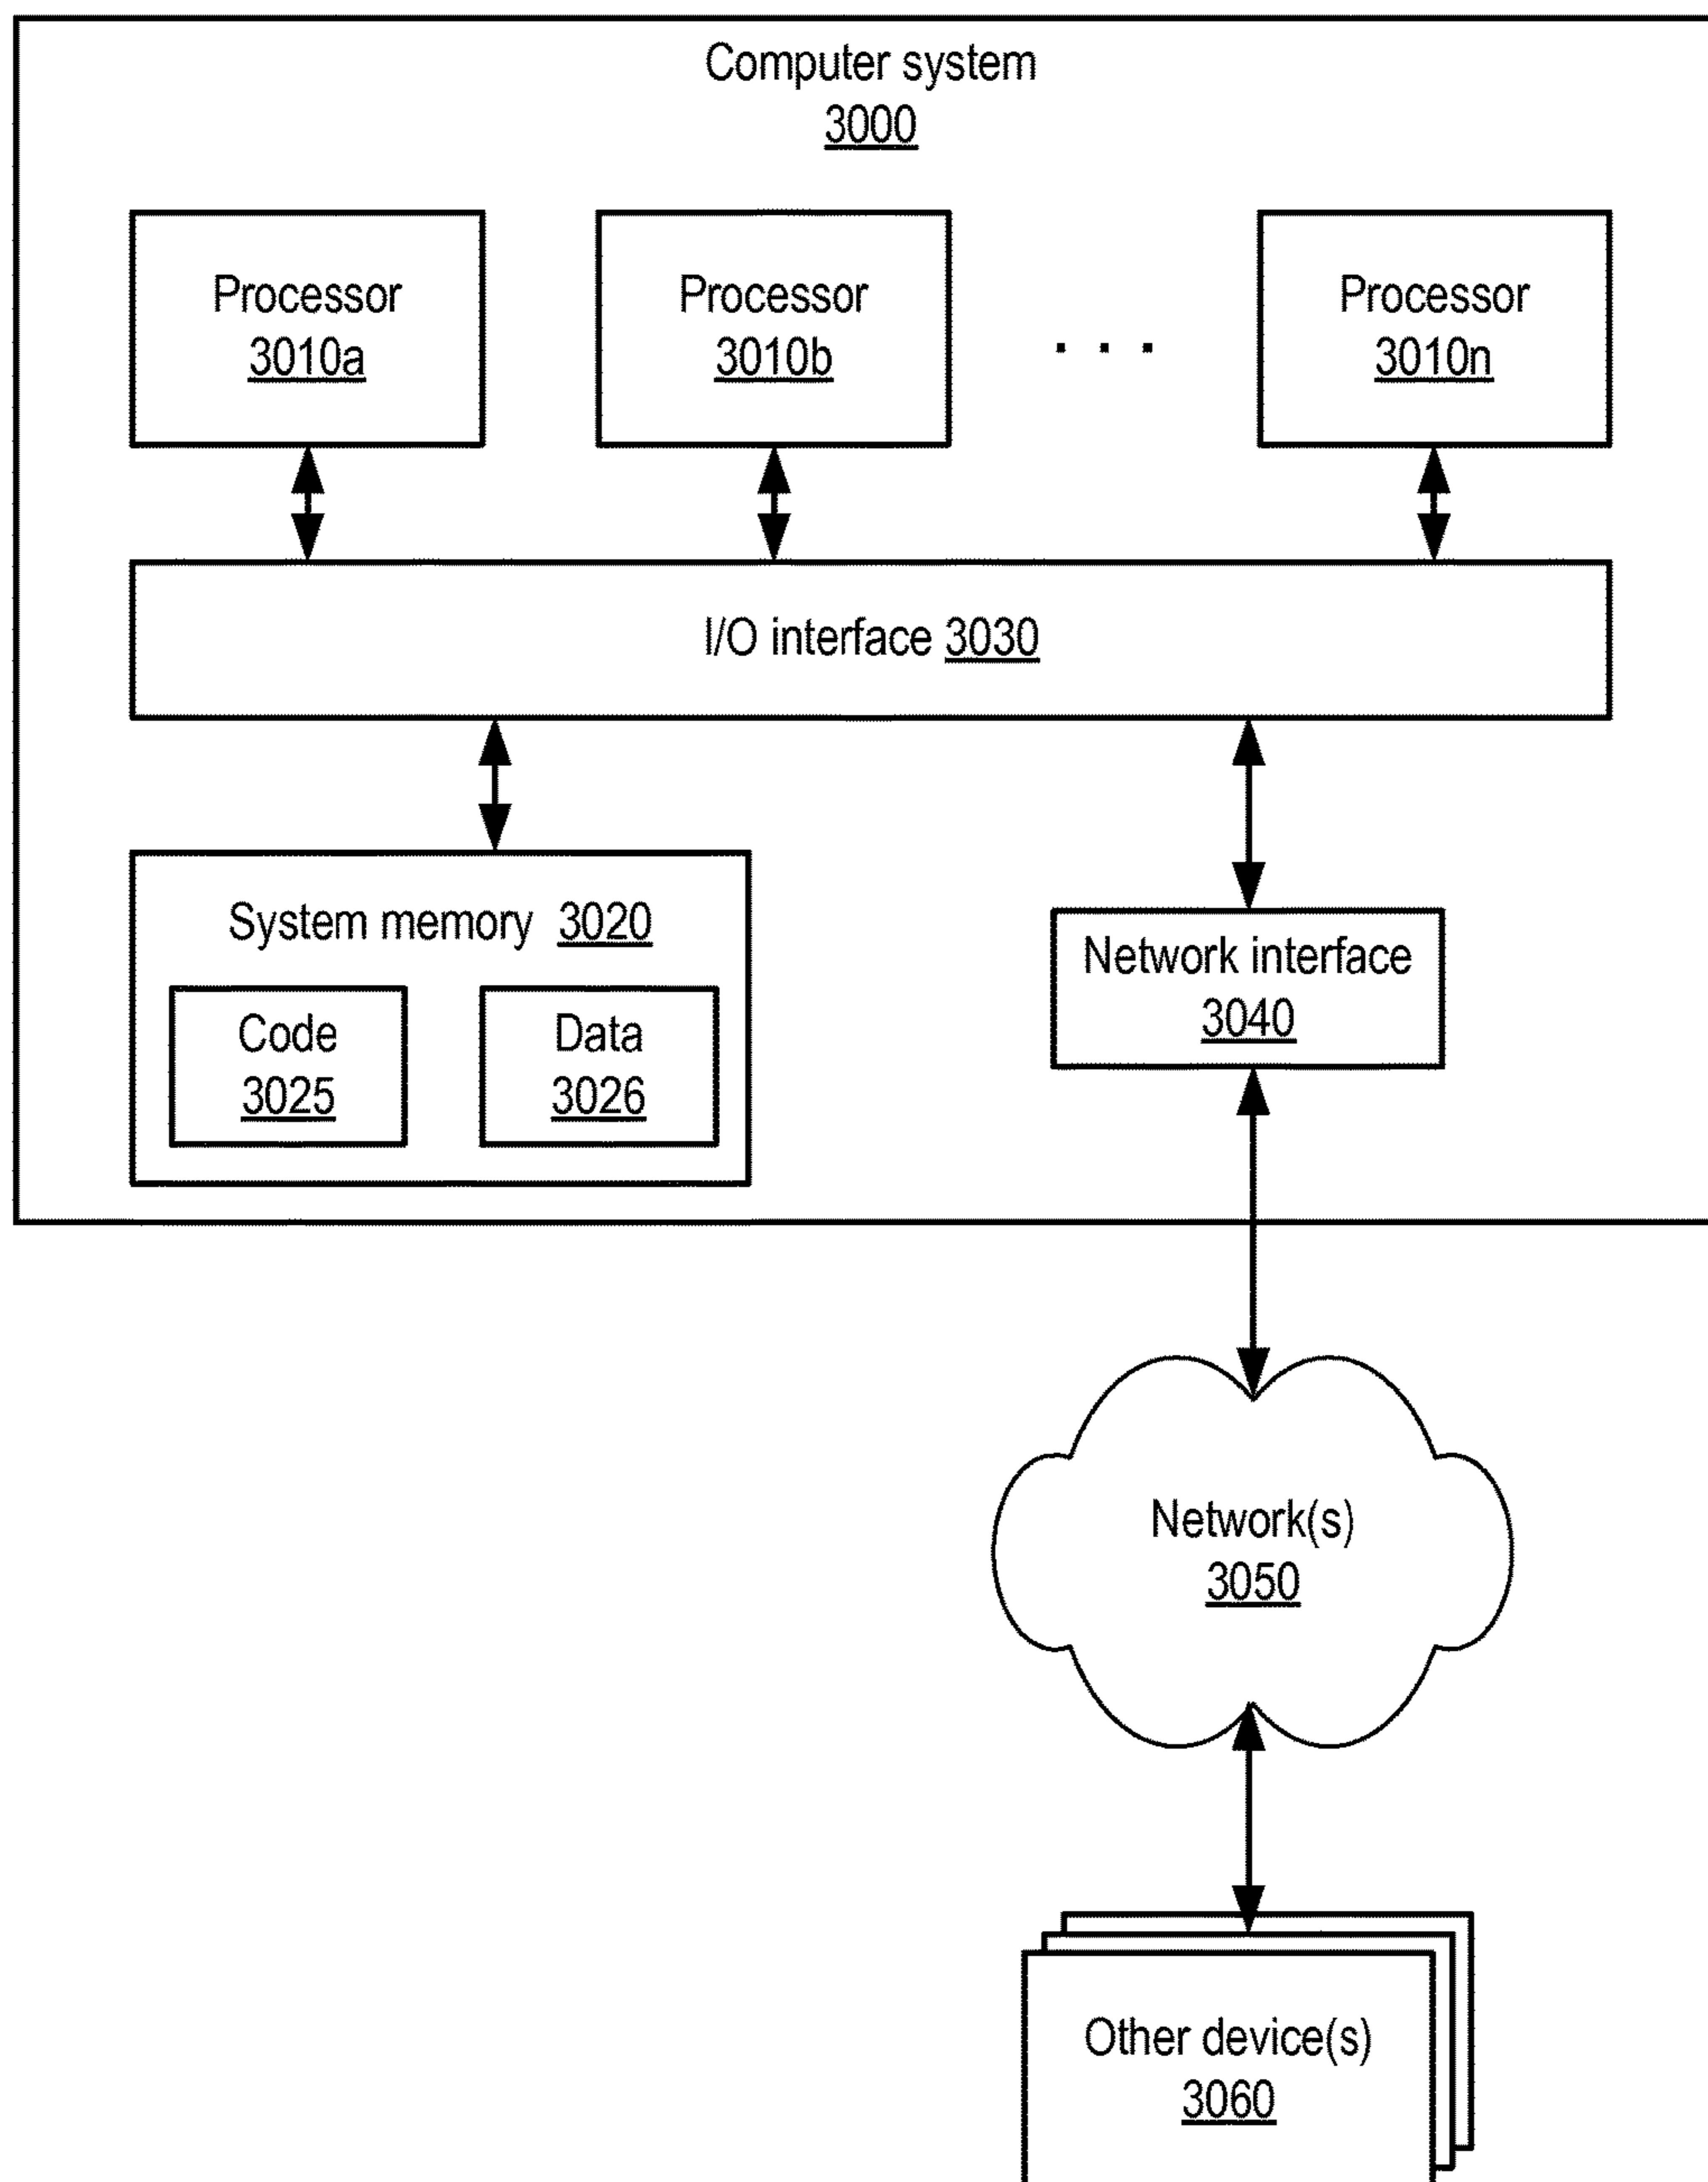 Computer system
3000
Processor
3010a
Processor
3010b
. . .
Processor
3010n
I/O interface 3030
System memory 3020
Code
3025
Data
3026
Network interface
3040
Network(s)
3050
Other device(s)
3060